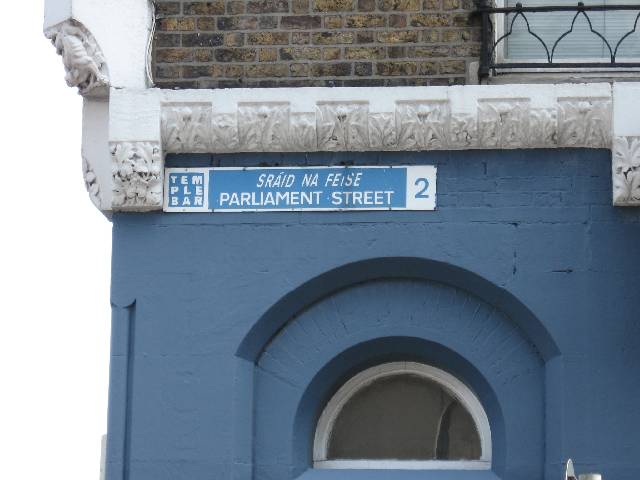 TEM
PLE
BAR
SRÁID NA FEISE
PARLIAMENT STREET
2